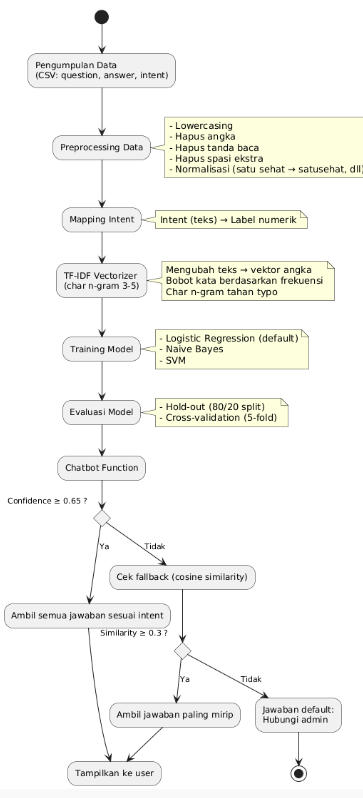 Pengumpulan Data
(CSV: question, answer, intent)
Preprocessing Data
- Lowercasing
- Hapus angka
- Hapus tanda baca
- Hapus spasi ekstra
- Normalisasi (satu sehat → satusehat, dll)
Mapping Intent
Intent (teks) → Label numerik
TF-IDF Vectorizer
(char n-gram 3-5)
Mengubah teks → vektor angka
Bobot kata berdasarkan frekuensi
Char n-gram tahan typo
Training Model
- Logistic Regression (default)
- Naive Bayes
- SVM
Evaluasi Model
- Hold-out (80/20 split)
- Cross-validation (5-fold)
Chatbot Function
Confidence ≥ 0.65 ?
Ya
Tidak
Cek fallback (cosine similarity)
Ambil semua jawaban sesuai intent
Similarity ≥ 0.3 ?
Ya
Tidak
Ambil jawaban paling mirip
Jawaban default:
Hubungi admin
Tampilkan ke user